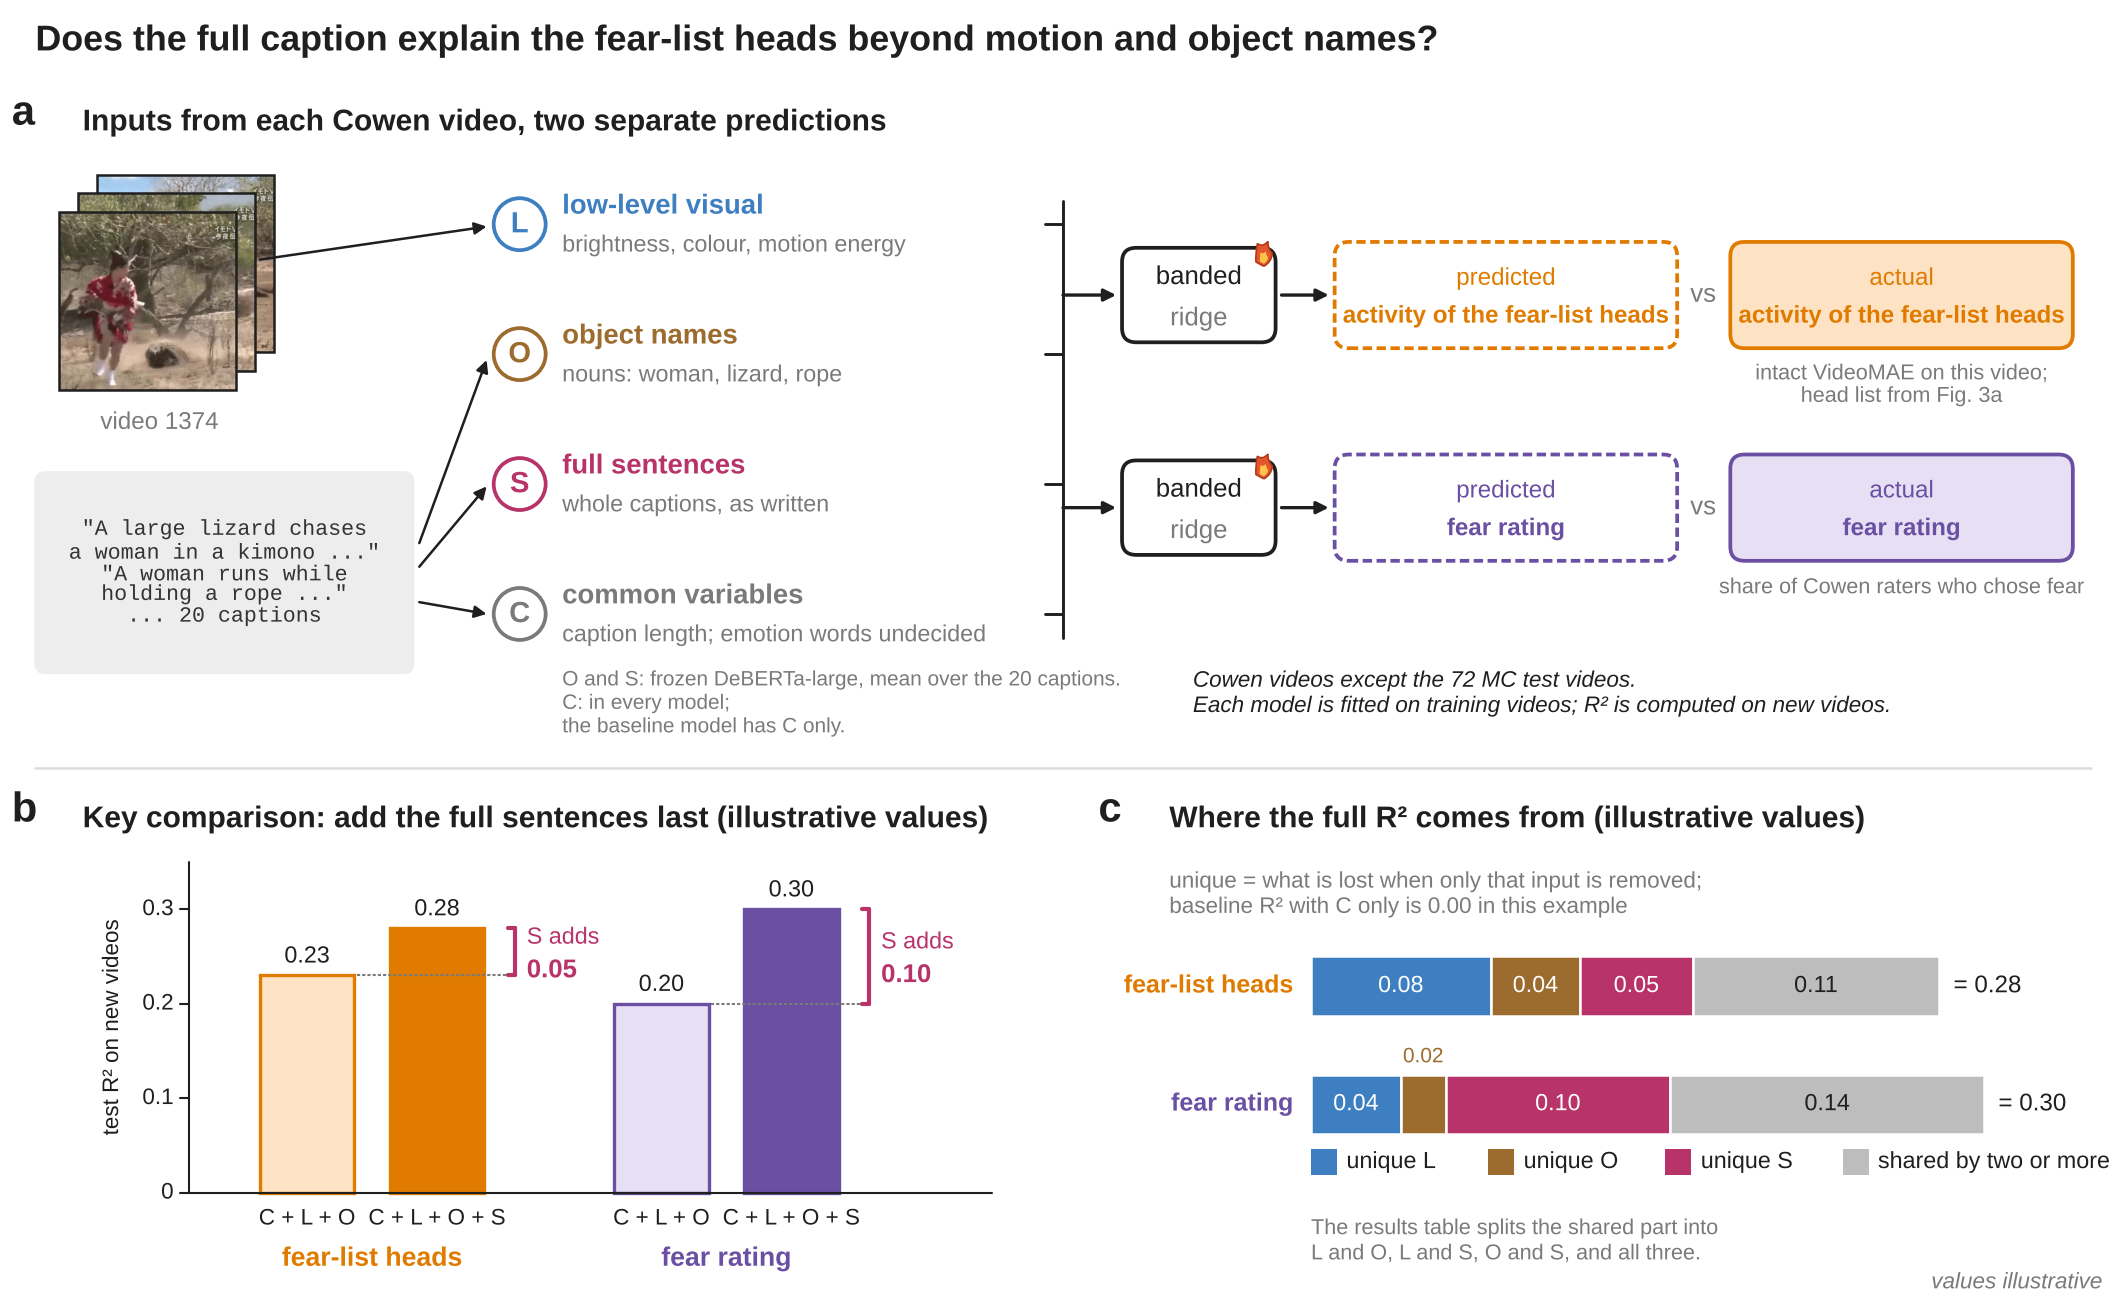 Does the full caption explain the fear-list heads beyond motion and object names?
a
Inputs from each Cowen video, two separate predictions
video 1374
"A large lizard chases
a woman in a kimono ..."
"A woman runs while
holding a rope ..."
... 20 captions
L
low-level visual
brightness, colour, motion energy
O
object names
nouns: woman, lizard, rope
S
full sentences
whole captions, as written
C
common variables
caption length; emotion words undecided
O and S: frozen DeBERTa-large, mean over the 20 captions.
C: in every model;
the baseline model has C only.
banded
ridge
predicted
activity of the fear-list heads
vs
actual
activity of the fear-list heads
intact VideoMAE on this video;
head list from Fig. 3a
banded
ridge
predicted
fear rating
vs
actual
fear rating
share of Cowen raters who chose fear
Cowen videos except the 72 MC test videos.
Each model is fitted on training videos; R² is computed on new videos.
b
Key comparison: add the full sentences last (illustrative values)
test R² on new videos
0.3
0.2
0.1
0
0.23
0.28
S adds
0.05
0.20
0.30
S adds
0.10
C + L + O
C + L + O + S
C + L + O
C + L + O + S
fear-list heads
fear rating
c
Where the full R² comes from (illustrative values)
unique = what is lost when only that input is removed;
baseline R² with C only is 0.00 in this example
fear-list heads
0.08
0.04
0.05
0.11
= 0.28
0.02
fear rating
0.04
0.10
0.14
= 0.30
unique L
unique O
unique S
shared by two or more
The results table splits the shared part into
L and O, L and S, O and S, and all three.
values illustrative